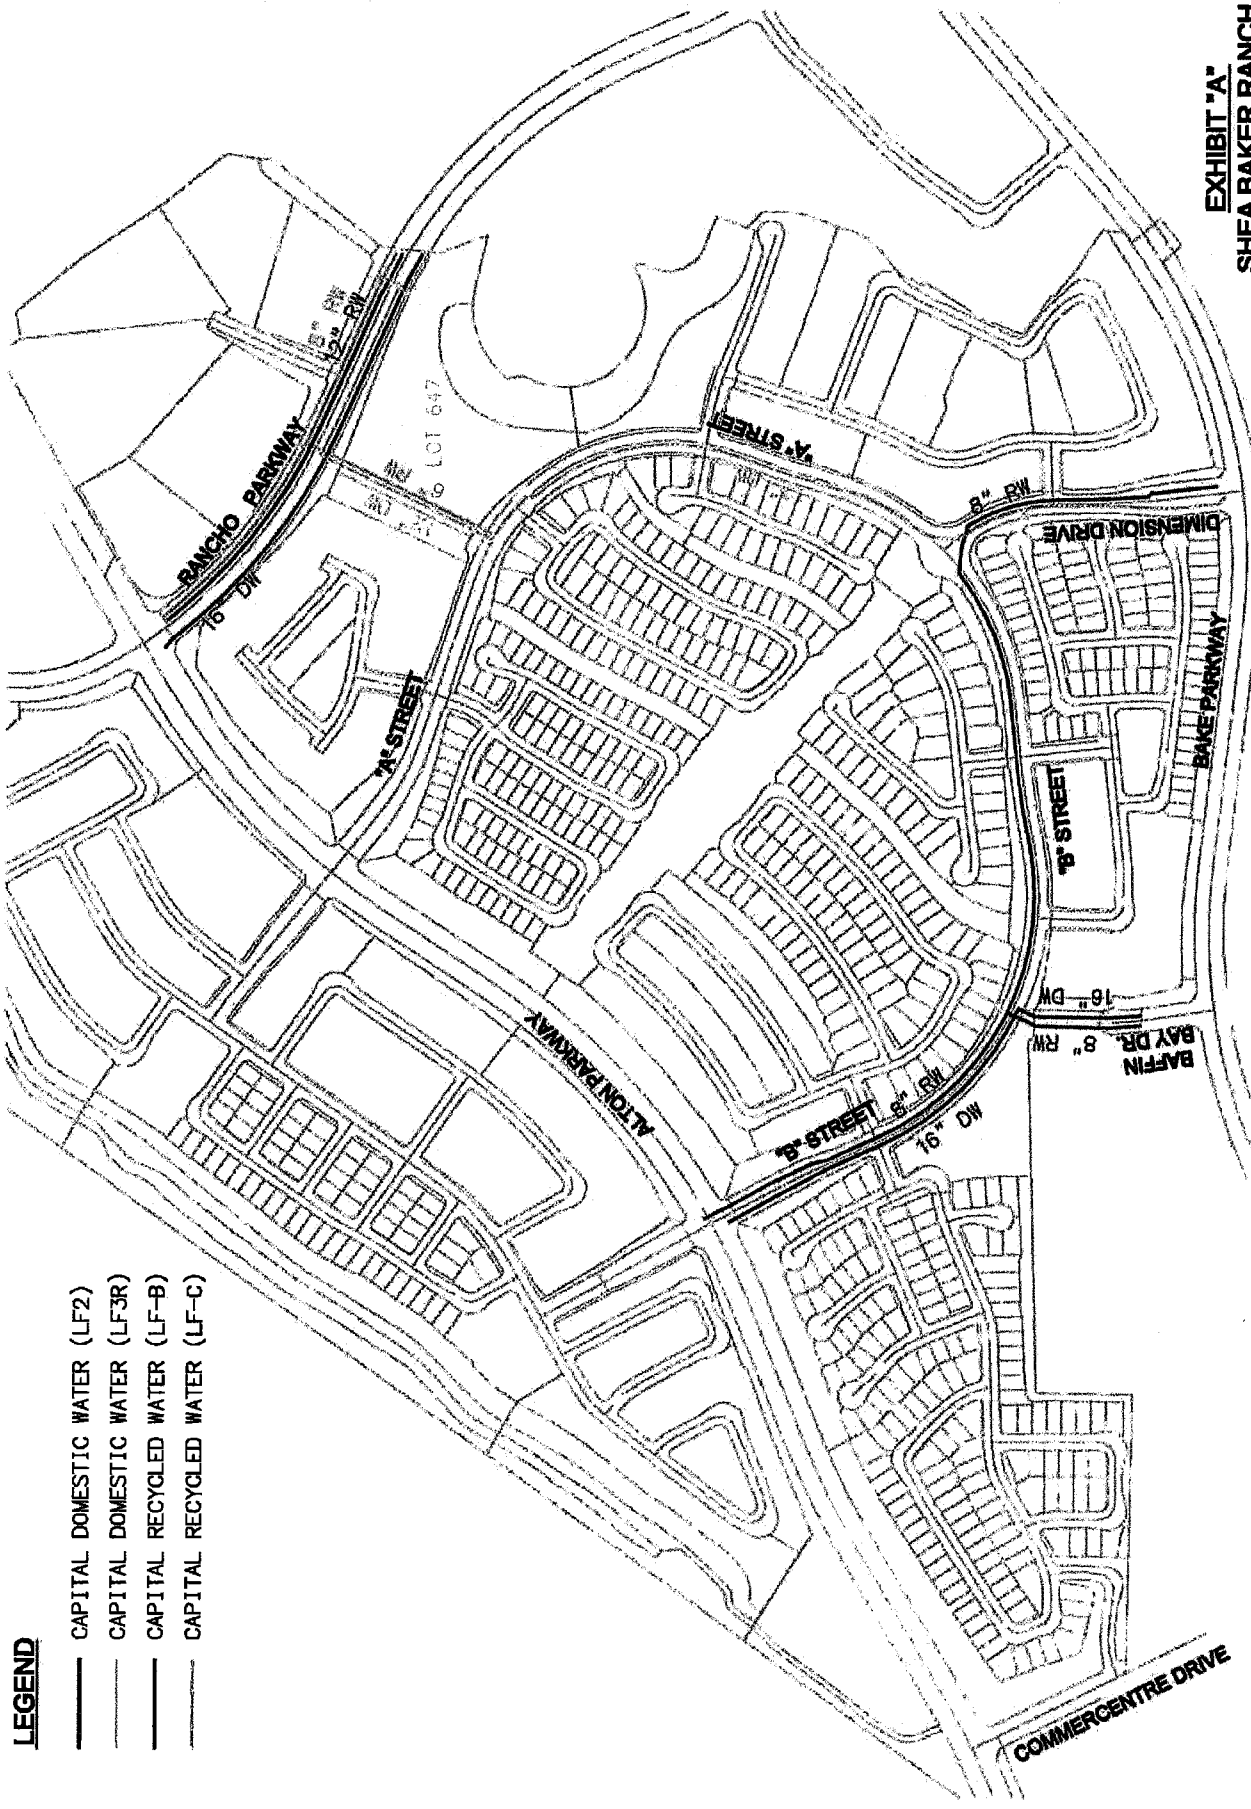 EXHIBIT "A"
SHEA BAKER RANCH
LEGEND
CAPITAL DOMESTIC WATER (LF2)
CAPITAL DOMESTIC WATER (LF3R)
CAPITAL RECYCLED WATER (LF-B)
CAPITAL RECYCLED WATER (LF-C)
RANCHO PARKWAY
16" DW
12" RW
LOT 647
"A" STREET
"A" STREET
8" RW
DIMENSION DRIVE
BAKE PARKWAY
"B" STREET
16" DW
8" RW
BAFFIN
BAY DR.
ALTON PARKWAY
"B" STREET
8" RW
16" DW
COMMERCENTRE DRIVE